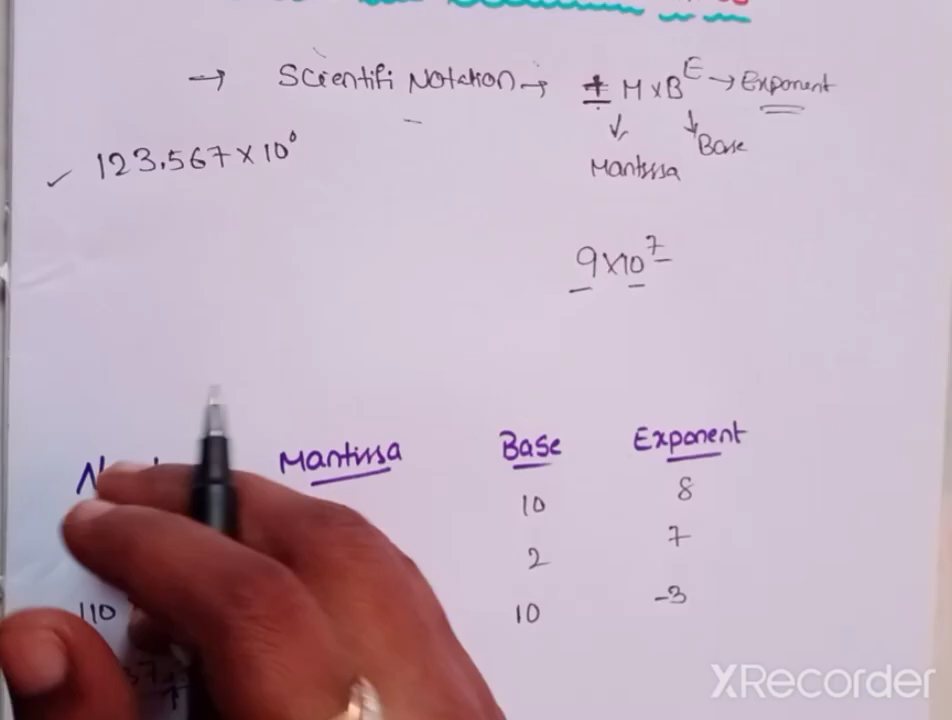 → Scientifi Notation → ± M x B^E → Exponent
Mantissa
Base
✓ 123.567 x 10^0
9 x 10^7
Mantissa Base Exponent
10 8
2 7
110 10 -3
XRecorder